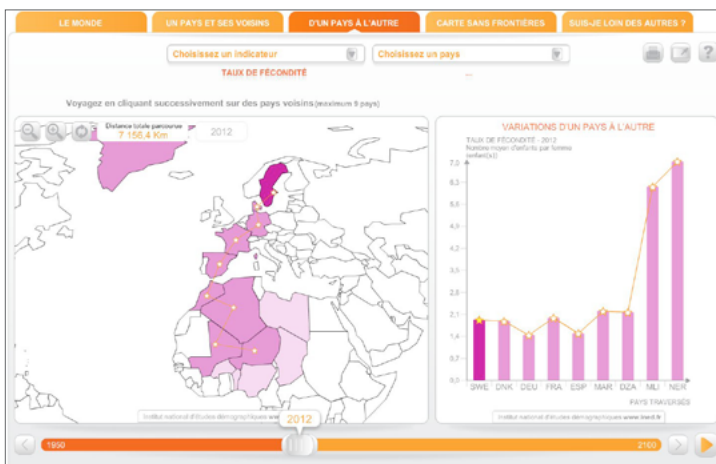 LE MONDE
UN PAYS ET SES VOISINS
D'UN PAYS À L'AUTRE
CARTE SANS FRONTIÈRES
SUIS-JE LOIN DES AUTRES ?
Choisissez un indicateur
Choisissez un pays
?
TAUX DE FÉCONDITÉ
...
Voyagez en cliquant successivement sur des pays voisins (maximum 9 pays)
Distance totale parcourue
7 156,4 Km
2012
VARIATIONS D'UN PAYS À L'AUTRE
TAUX DE FÉCONDITÉ - 2012
Nombre moyen d'enfants par femme
(enfant(s))
7,0
6,3
5,6
4,9
4,2
3,5
2,8
2,1
1,4
0,7
0,0
SWE DNK DEU FRA ESP MAR DZA MLI NER
PAYS TRAVERSÉS
Institut national d'études démographiques
Institut national d'études démographiques www.ined.fr
2012
1950
2100